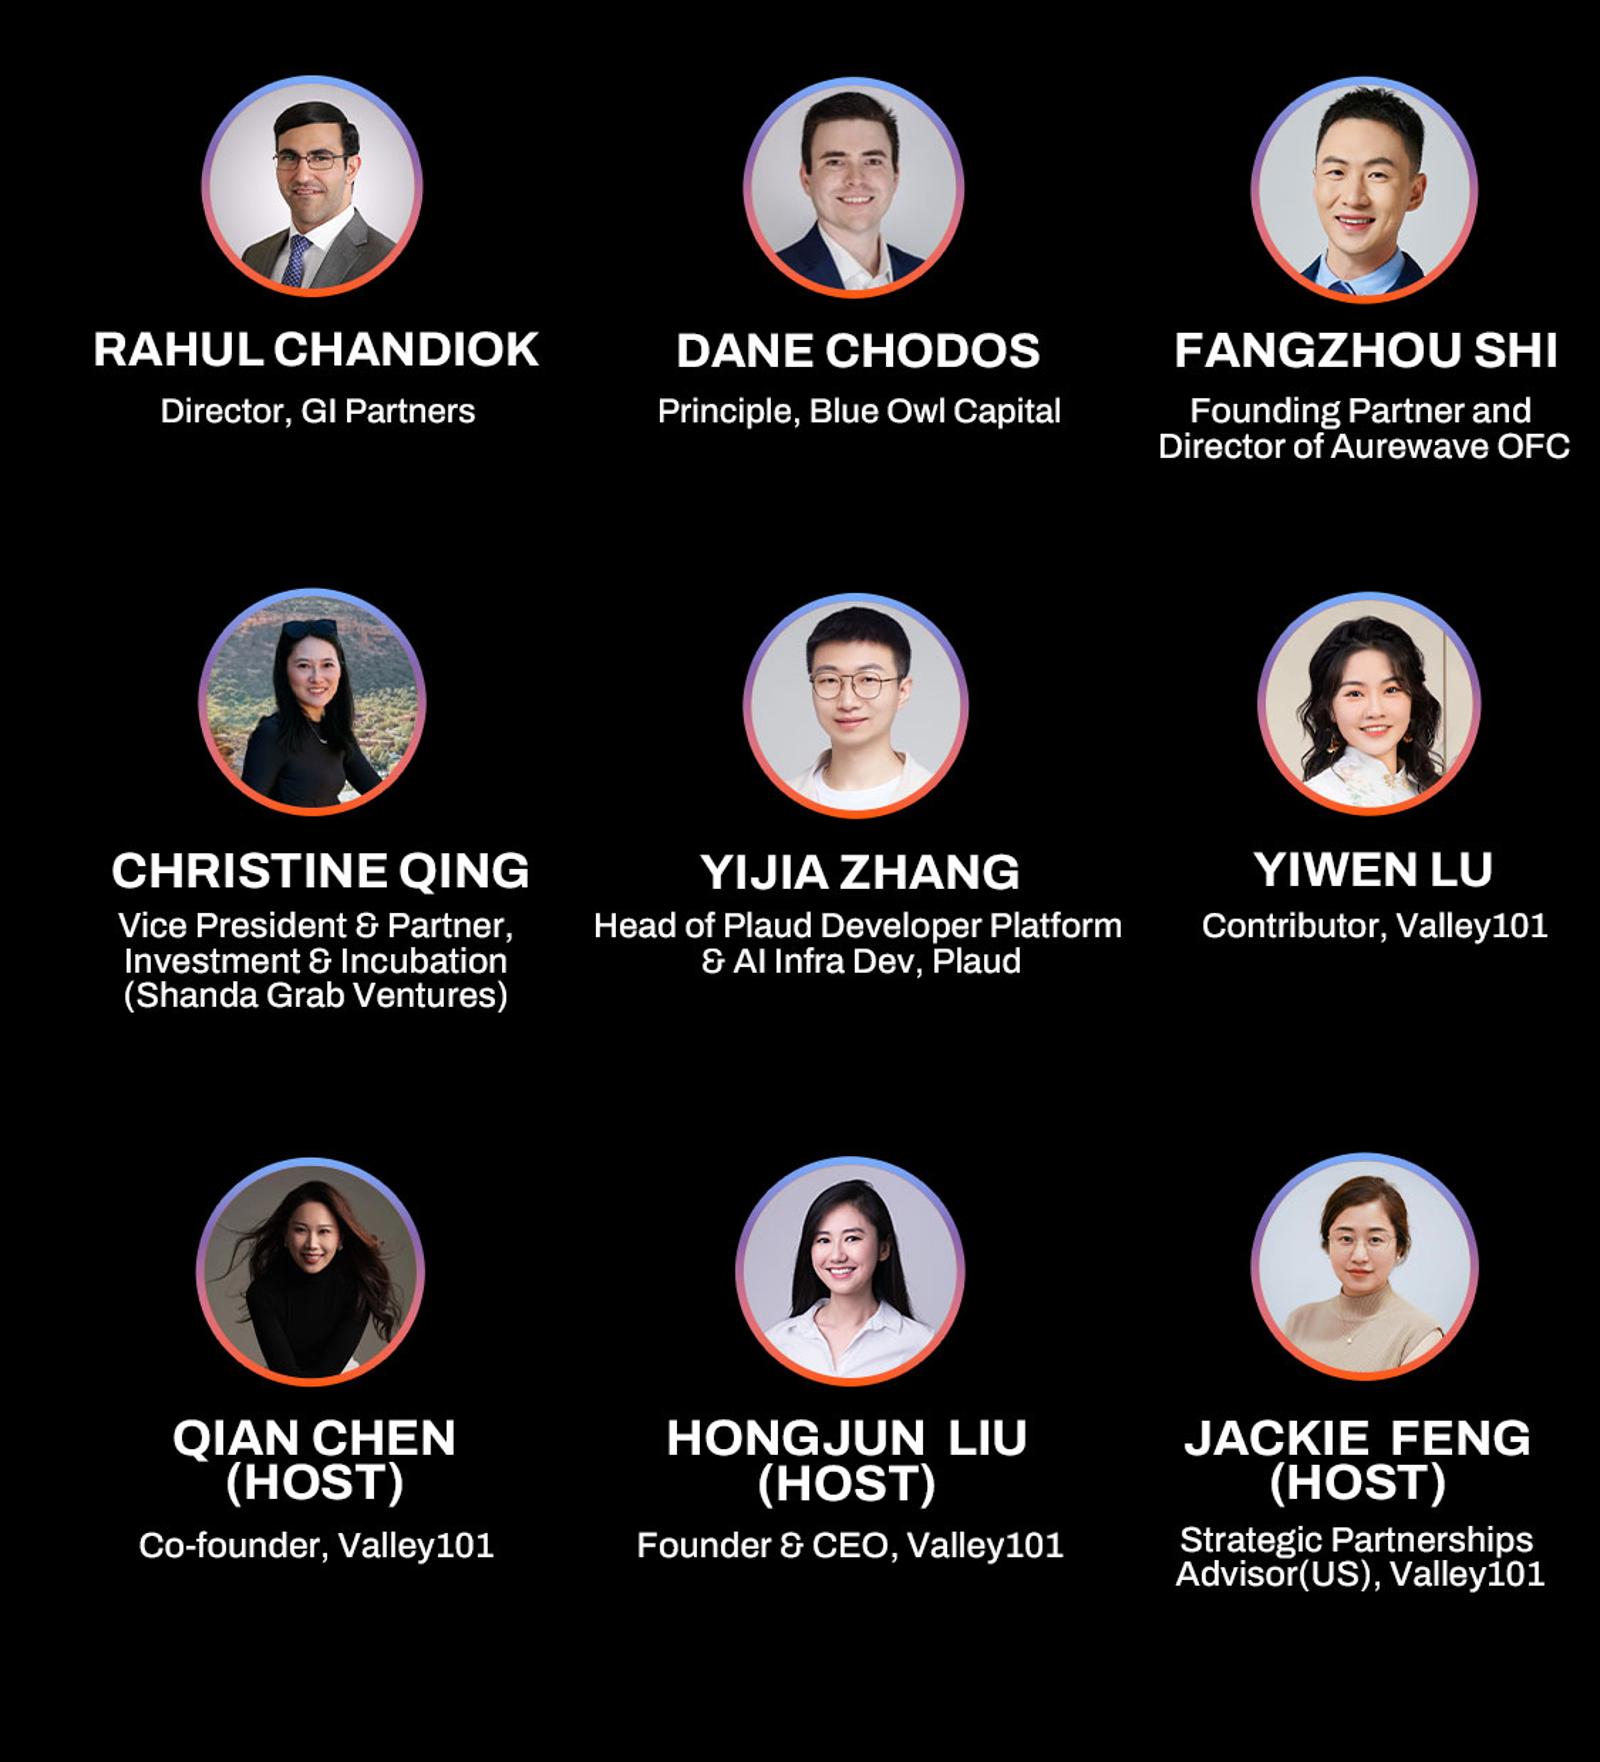 RAHUL CHANDIOK
Director, GI Partners
DANE CHODOS
Principle, Blue Owl Capital
FANGZHOU SHI
Founding Partner and
Director of Aurewave OFC
CHRISTINE QING
Vice President & Partner,
Investment & Incubation
(Shanda Grab Ventures)
YIJIA ZHANG
Head of Plaud Developer Platform
& AI Infra Dev, Plaud
YIWEN LU
Contributor, Valley101
QIAN CHEN
(HOST)
Co-founder, Valley101
HONGJUN LIU
(HOST)
Founder & CEO, Valley101
JACKIE FENG
(HOST)
Strategic Partnerships
Advisor(US), Valley101